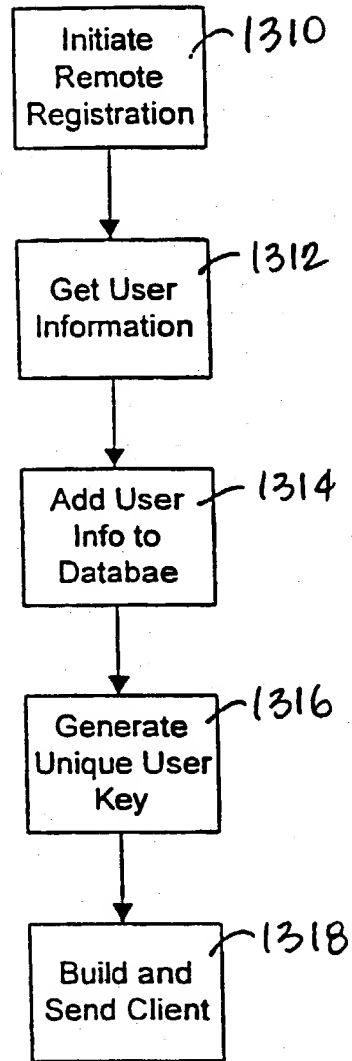 Initiate
Remote
Registration
1310
Get User
Information
1312
Add User
Info to
Databae
1314
Generate
Unique User
Key
1316
Build and
Send Client
1318